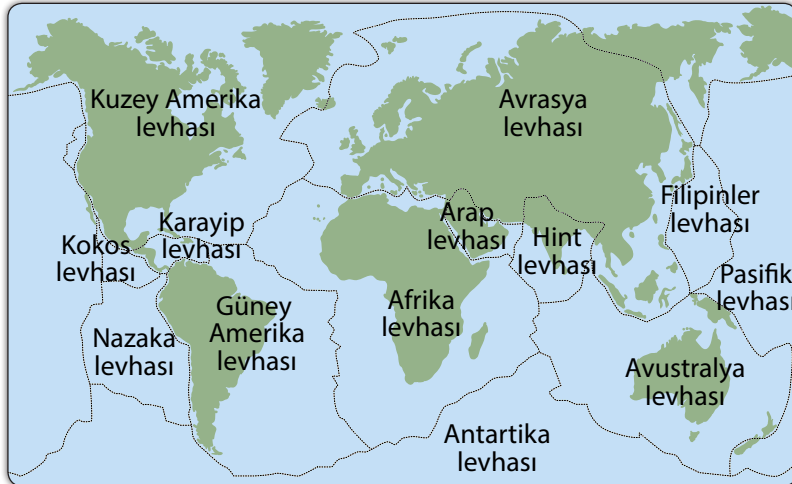 Kuzey Amerika
levhası
Avrasya
levhası
Filipinler
levhası
Karayip
levhası
Arap
levhası
Hint
levhası
Kokos
levhası
Pasifik
levhası
Güney
Amerika
levhası
Afrika
levhası
Nazaka
levhası
Avustralya
levhası
Antartika
levhası